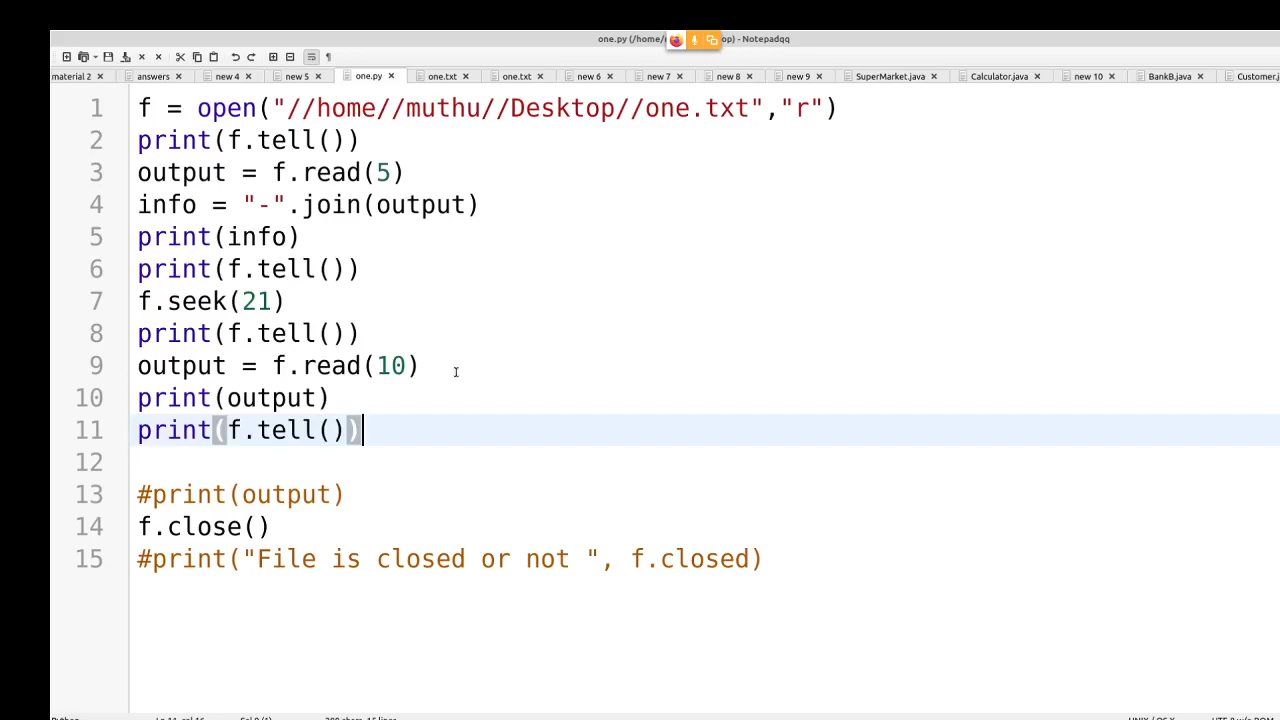 one.py (/home/
op) - Notepadqq
material 2
answers
new 4
new 5
one.py
one.txt
one.txt
new 6
new 7
new 8
new 9
SuperMarket.java
Calculator.java
new 10
BankB.java
Customer.j
1 f = open("//home//muthu//Desktop//one.txt","r")
2 print(f.tell())
3 output = f.read(5)
4 info = "-".join(output)
5 print(info)
6 print(f.tell())
7 f.seek(21)
8 print(f.tell())
9 output = f.read(10)
10 print(output)
11 print(f.tell())
12
13 #print(output)
14 f.close()
15 #print("File is closed or not ", f.closed)